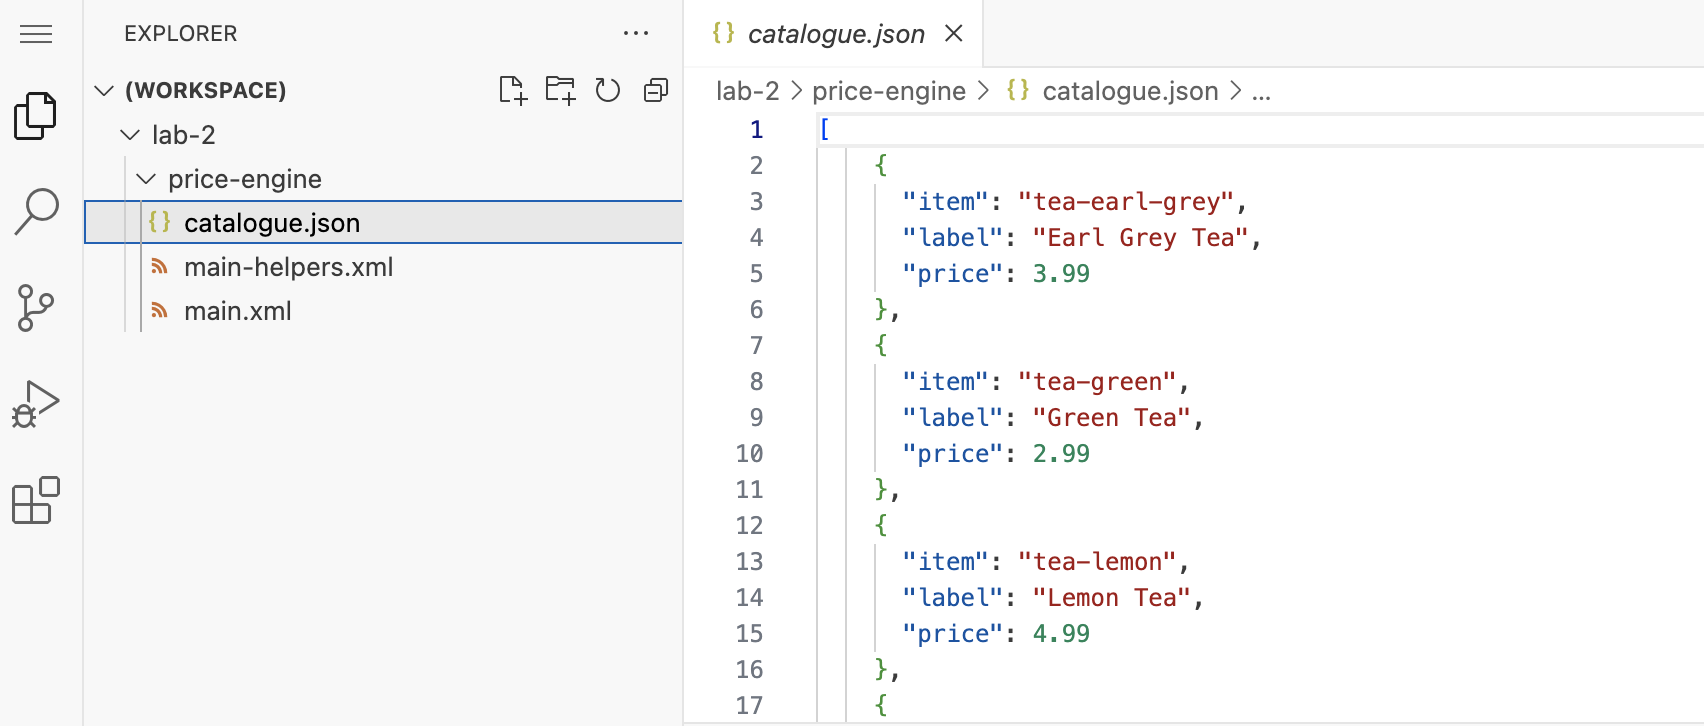 EXPLORER
(WORKSPACE)
lab-2
price-engine
catalogue.json
main-helpers.xml
main.xml
{} catalogue.json
lab-2 > price-engine > {} catalogue.json > ...
1 [
2 {
3 "item": "tea-earl-grey",
4 "label": "Earl Grey Tea",
5 "price": 3.99
6 },
7 {
8 "item": "tea-green",
9 "label": "Green Tea",
10 "price": 2.99
11 },
12 {
13 "item": "tea-lemon",
14 "label": "Lemon Tea",
15 "price": 4.99
16 },
17 {